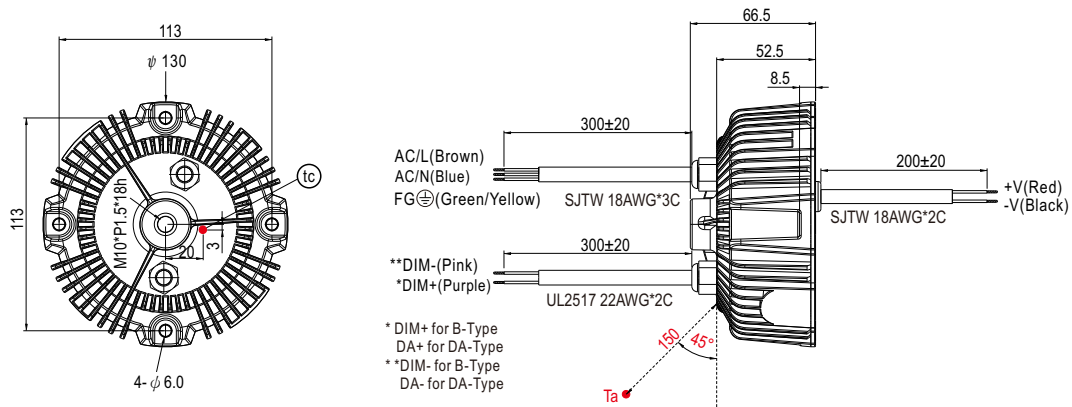 113
ψ 130
113
tc
M10*P1.5*18h
20
3
4- ϕ 6.0
66.5
52.5
8.5
300±20
AC/L(Brown)
AC/N(Blue)
FG⏚(Green/Yellow)
SJTW 18AWG*3C
200±20
+V(Red)
-V(Black)
SJTW 18AWG*2C
300±20
**DIM-(Pink)
*DIM+(Purple)
UL2517 22AWG*2C
* DIM+ for B-Type
DA+ for DA-Type
* *DIM- for B-Type
DA- for DA-Type
150
45°
Ta